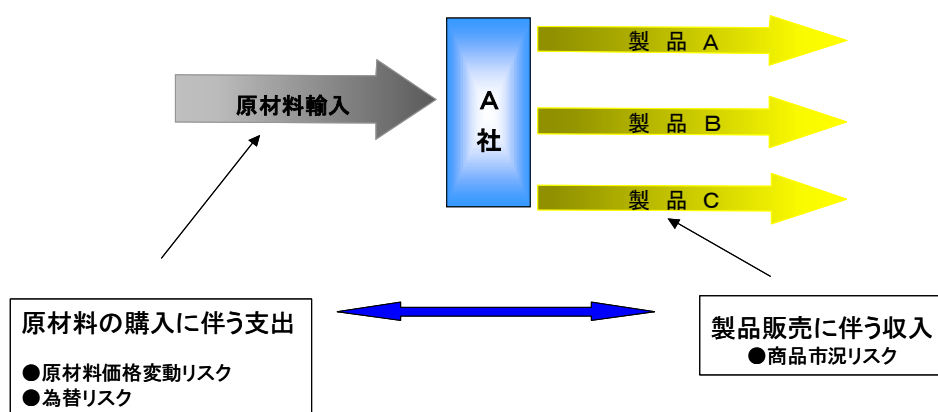 製 品 A
原材料輸入
A
社
製 品 B
製 品 C
原材料の購入に伴う支出
●原材料価格変動リスク
●為替リスク
製品販売に伴う収入
●商品市況リスク